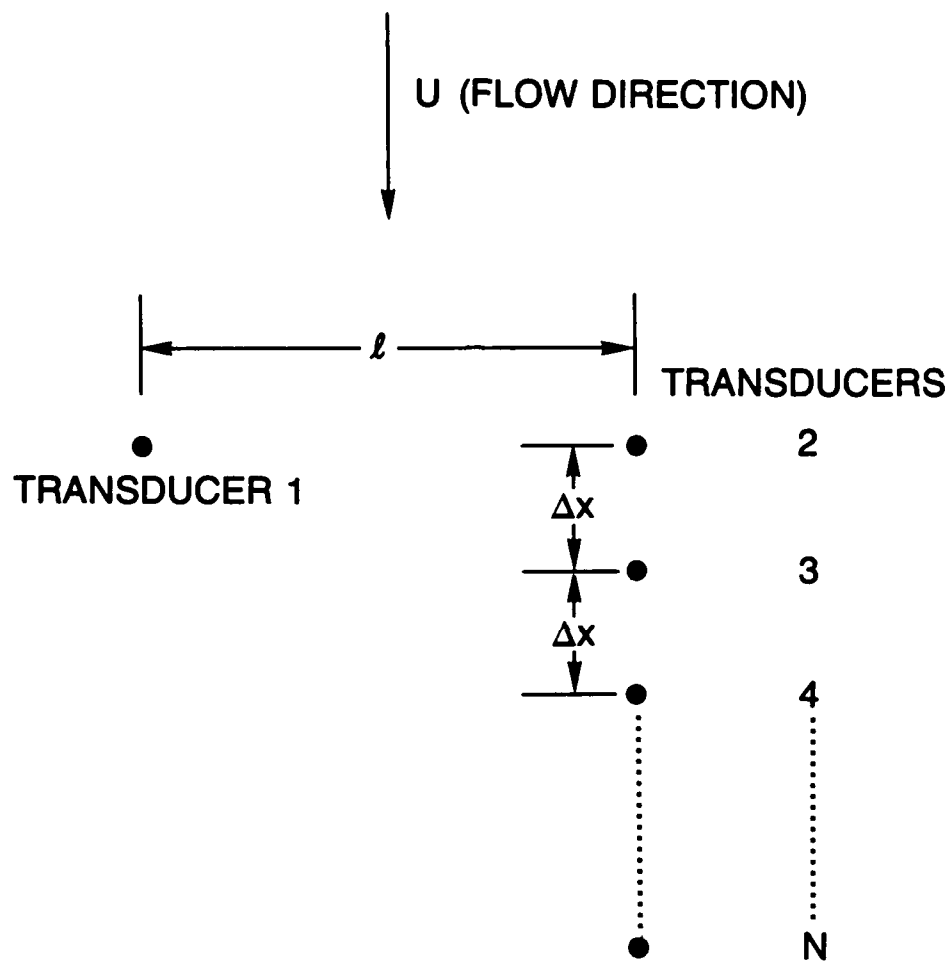 U (FLOW DIRECTION)
ℓ
TRANSDUCERS
TRANSDUCER 1
2
Δx
3
Δx
4
N